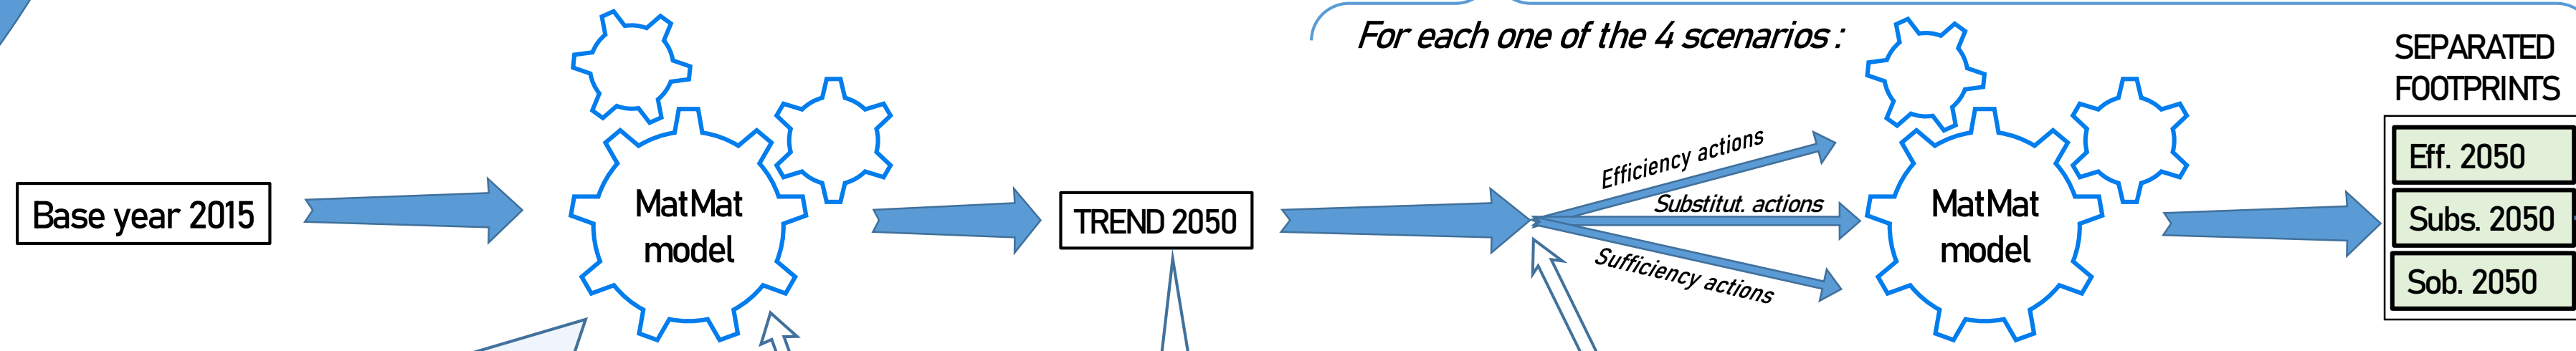 For each one of the 4 scenarios :
SEPARATED
FOOTPRINTS
Base year 2015
MatMat
model
TREND 2050
Efficiency actions
Substitut. actions
Sufficiency actions
MatMat
model
Eff. 2050
Subs. 2050
Sob. 2050